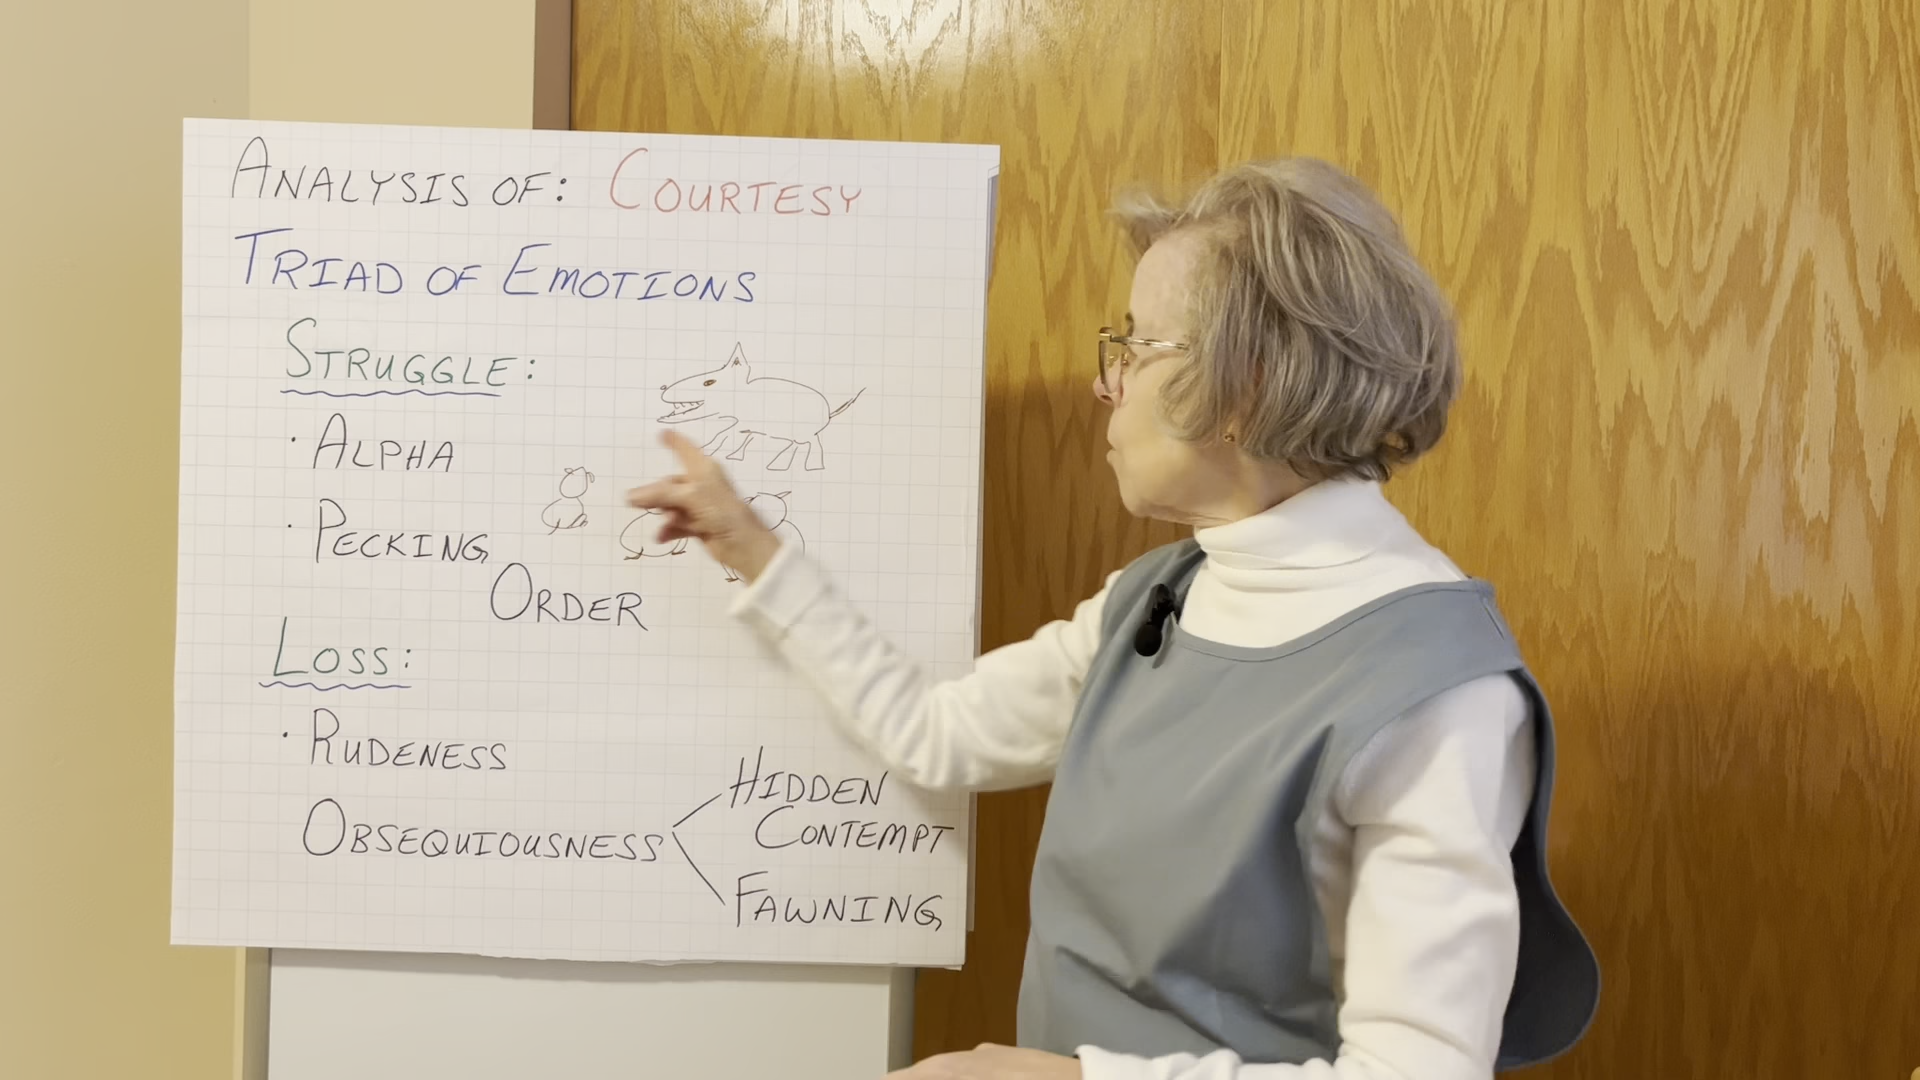 ANALYSIS OF: COURTESY
TRIAD OF EMOTIONS
STRUGGLE:
· ALPHA
· PECKING
ORDER
LOSS:
· RUDENESS
OBSEQUIOUSNESS
HIDDEN
CONTEMPT
FAWNING